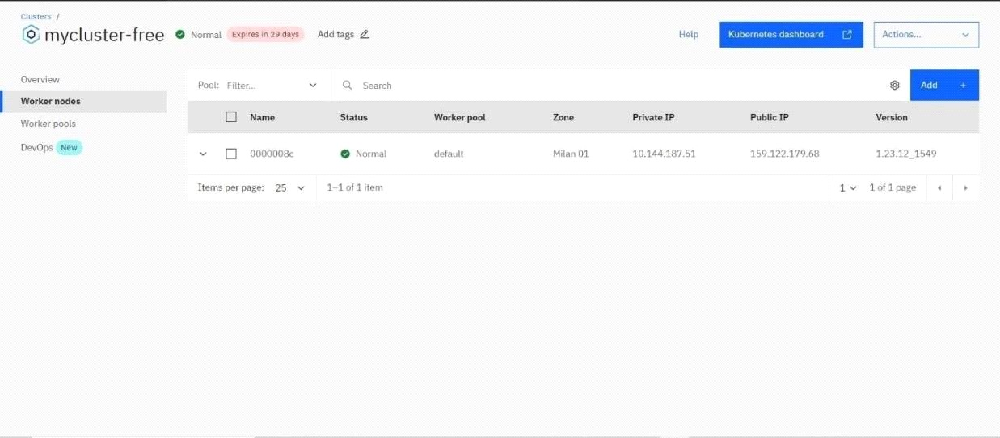 Clusters /
mycluster-free Normal Expires in 29 days Add tags Help Kubernetes dashboard Actions...
Overview
Worker nodes
Worker pools
DevOps New
Pool: Filter... Search Add +
Name Status Worker pool Zone Private IP Public IP Version
0000008c Normal default Milan 01 10.144.187.51 159.122.179.68 1.23.12_1549
Items per page: 25 1–1 of 1 item 1 1 of 1 page